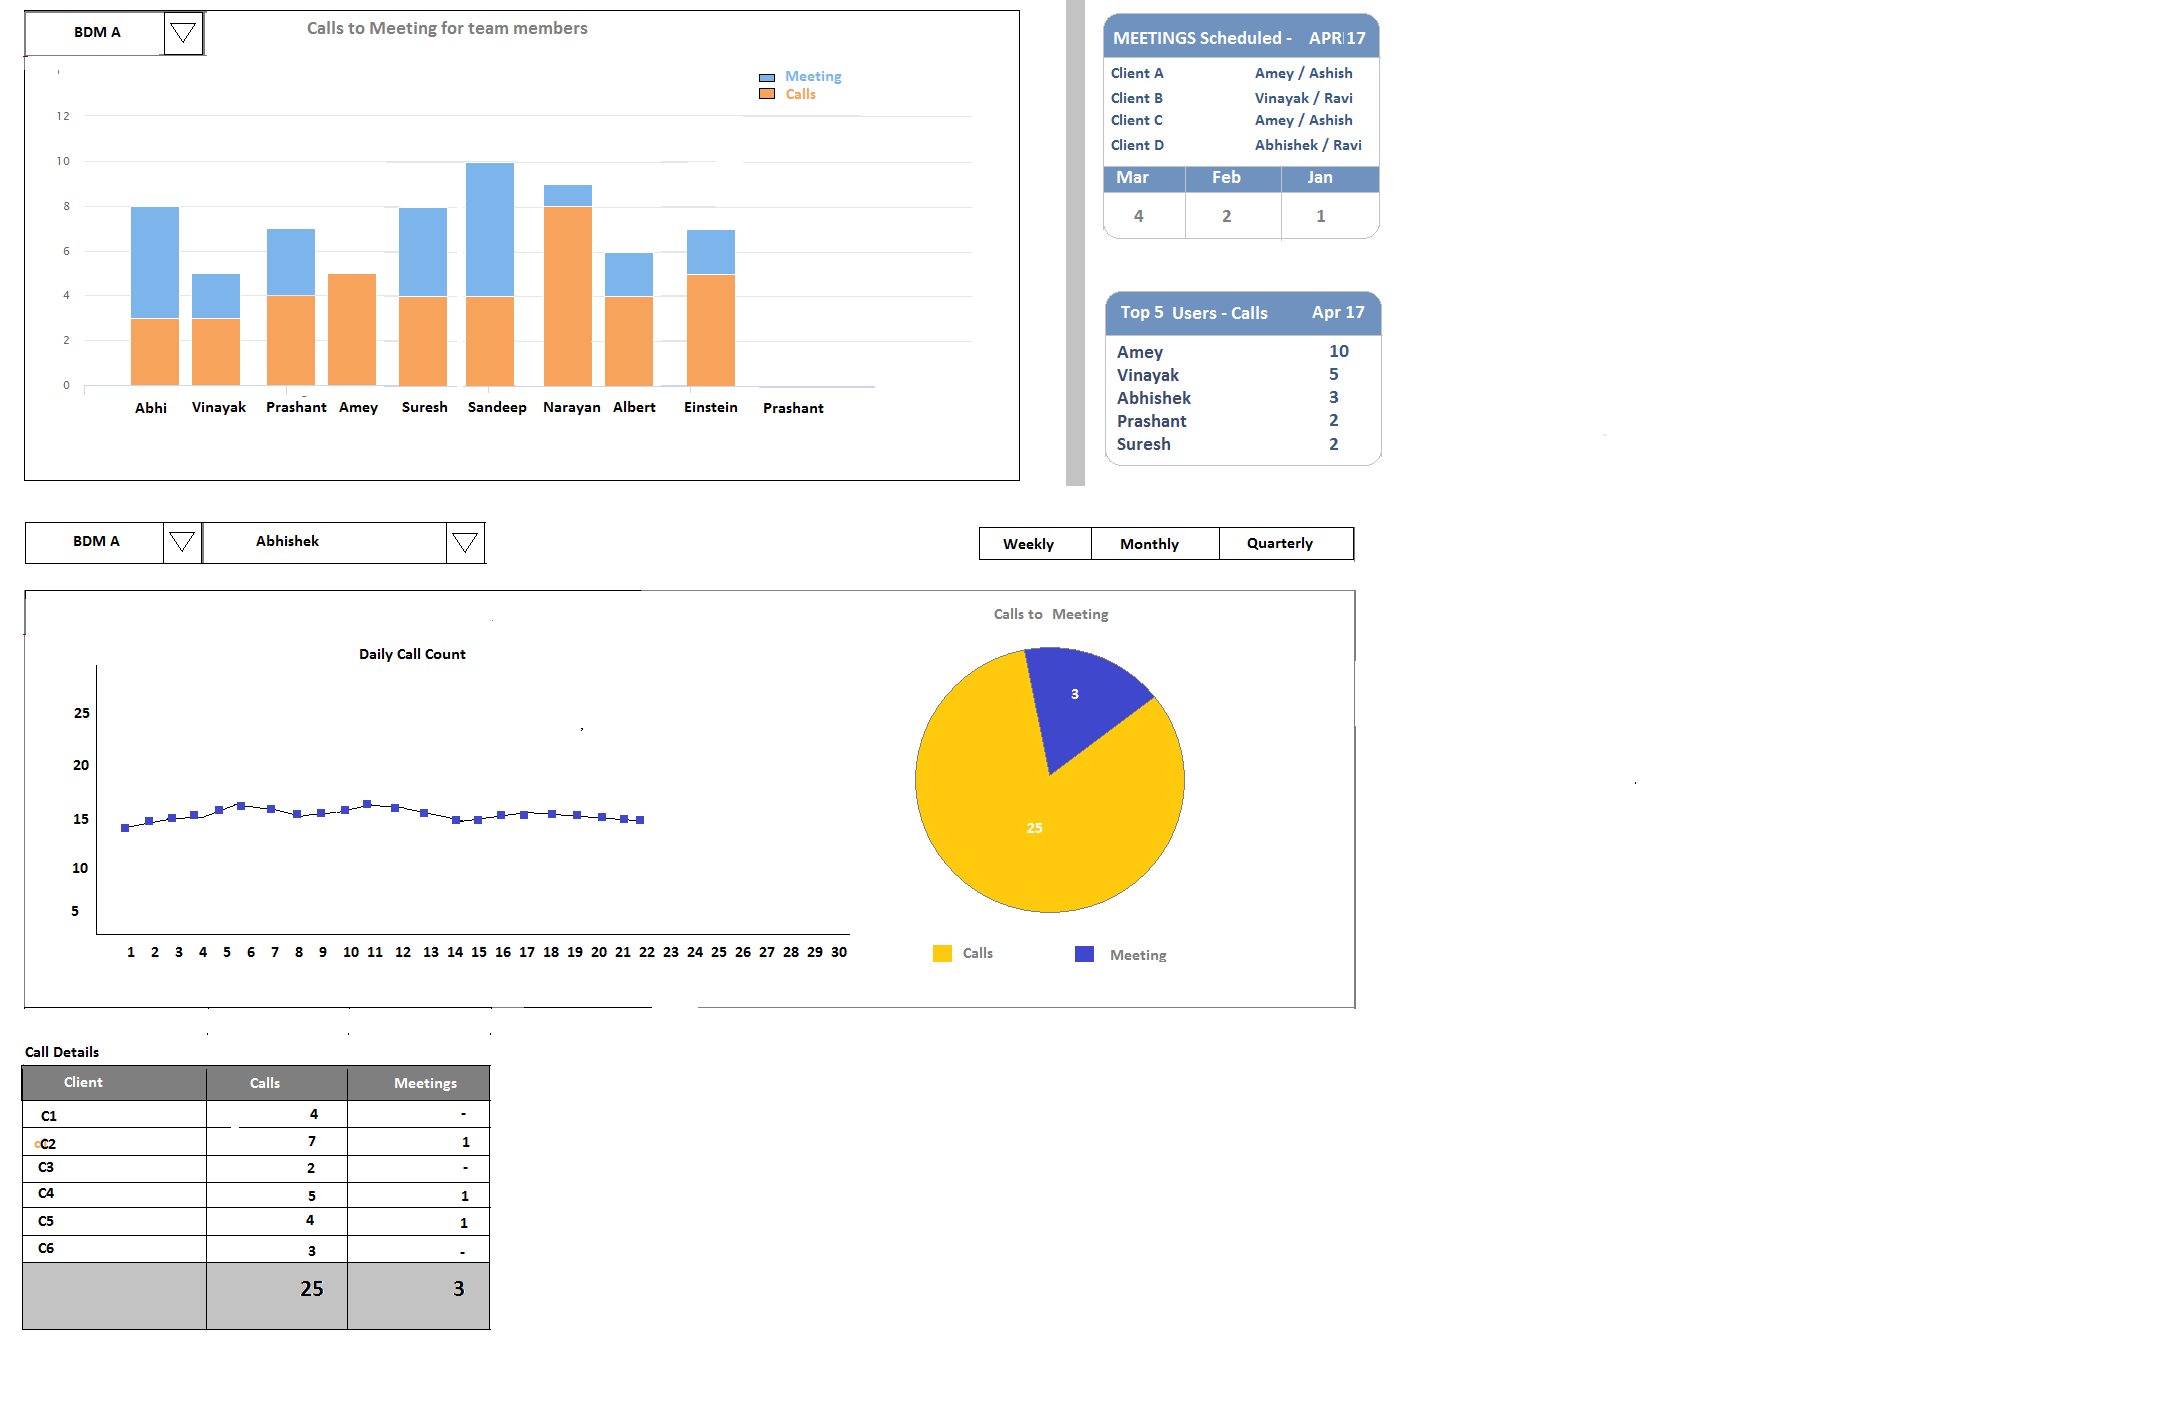 BDM A
Calls to Meeting for team members
Meeting
Calls
12
10
8
6
4
2
0
Abhi Vinayak Prashant Amey Suresh Sandeep Narayan Albert Einstein Prashant
MEETINGS Scheduled - APR 17
Client A Amey / Ashish
Client B Vinayak / Ravi
Client C Amey / Ashish
Client D Abhishek / Ravi
Mar Feb Jan
4 2 1
Top 5 Users - Calls Apr 17
Amey 10
Vinayak 5
Abhishek 3
Prashant 2
Suresh 2
BDM A Abhishek
Weekly Monthly Quarterly
Daily Call Count
25
20
15
10
5
1 2 3 4 5 6 7 8 9 10 11 12 13 14 15 16 17 18 19 20 21 22 23 24 25 26 27 28 29 30
Calls to Meeting
3
25
Calls Meeting
Call Details
Client Calls Meetings
C1 4 -
C2 7 1
C3 2 -
C4 5 1
C5 4 1
C6 3 -
25 3